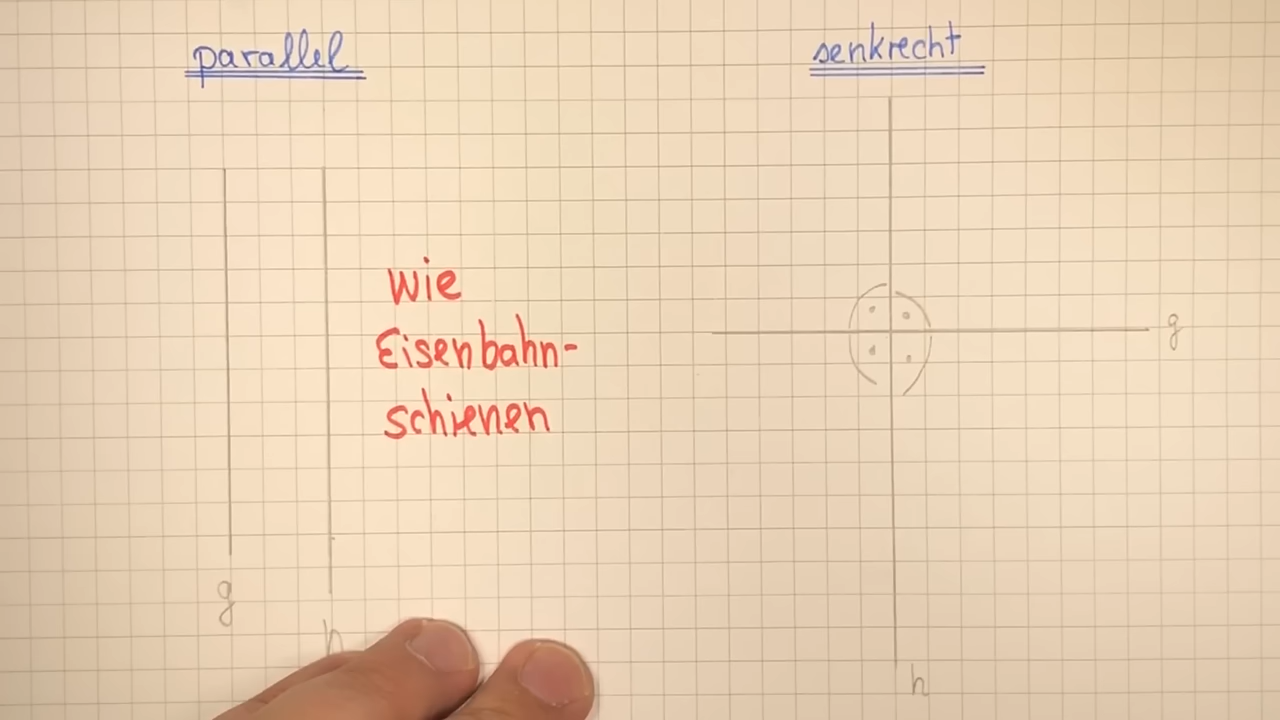 parallel
senkrecht
wie
Eisenbahn-
schienen
g
h
g
h